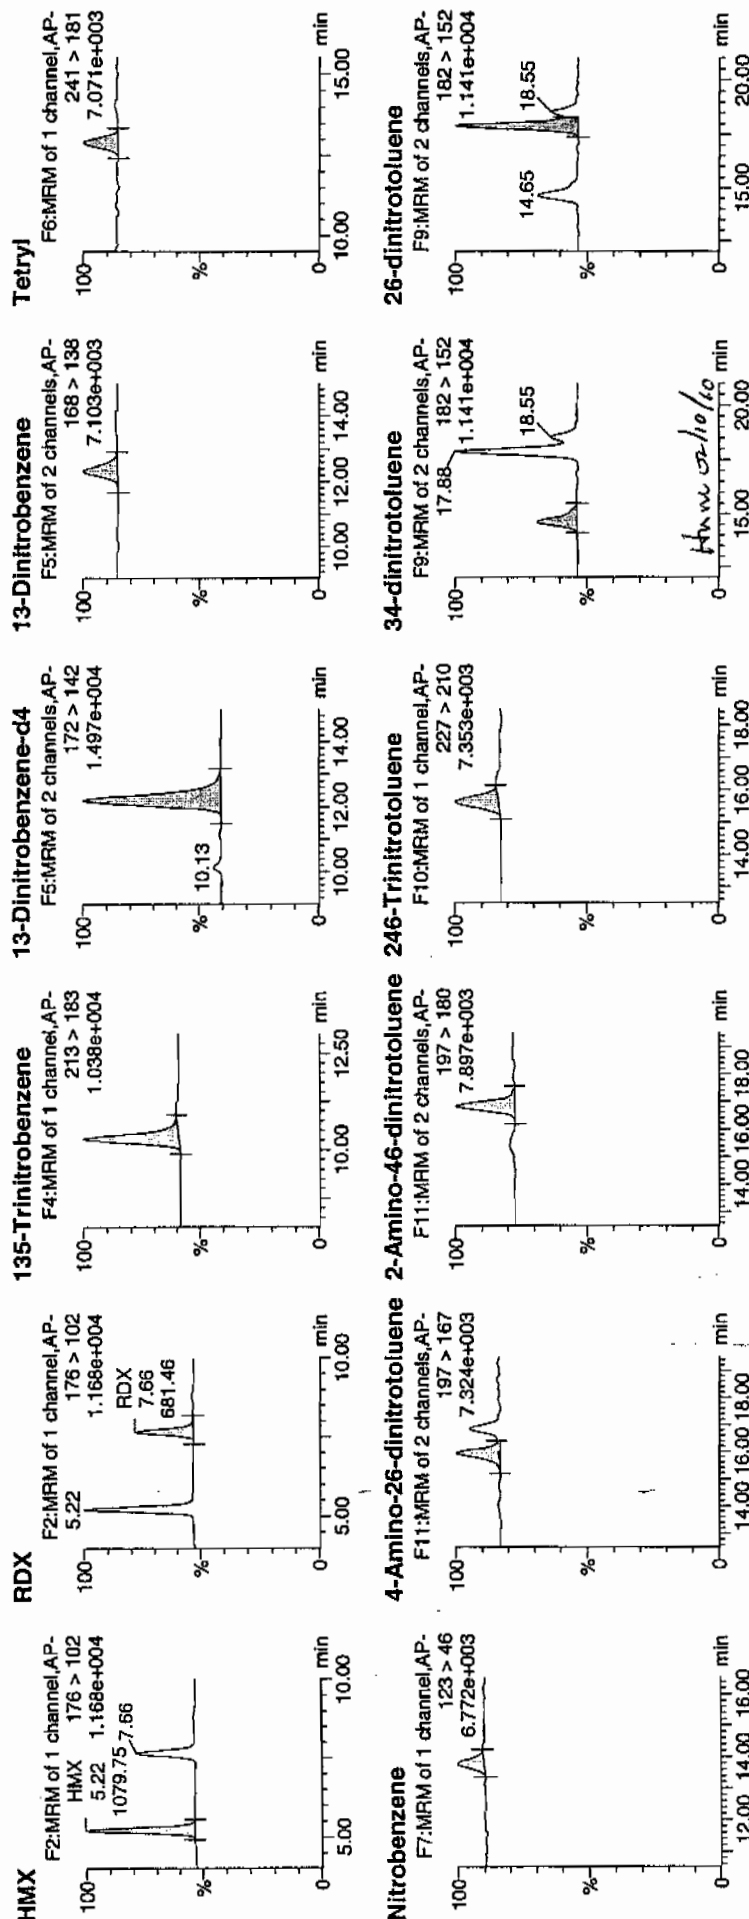 HMX
F2:MRM of 1 channel,AP-
176 > 102
1.168e+004
HMX
5.22
1079.75
7.66
100
%
0
5.00
10.00
min
RDX
F2:MRM of 1 channel,AP-
176 > 102
1.168e+004
5.22
RDX
7.66
681.46
100
%
0
5.00
10.00
min
135-Trinitrobenzene
F4:MRM of 1 channel,AP-
213 > 183
1.038e+004
100
%
0
10.00
12.50
min
13-Dinitrobenzene-d4
F5:MRM of 2 channels,AP-
172 > 142
1.497e+004
10.13
100
%
0
10.00
12.00
14.00
min
13-Dinitrobenzene
F5:MRM of 2 channels,AP-
168 > 138
7.103e+003
100
%
0
10.00
12.00
14.00
min
Tetryl
F6:MRM of 1 channel,AP-
241 > 181
7.071e+003
100
%
0
10.00
15.00
min
Nitrobenzene
F7:MRM of 1 channel,AP-
123 > 46
6.772e+003
100
%
0
12.00
14.00
16.00
min
4-Amino-26-dinitrotoluene
F11:MRM of 2 channels,AP-
197 > 167
7.324e+003
100
%
0
14.00
16.00
18.00
min
2-Amino-46-dinitrotoluene
F11:MRM of 2 channels,AP-
197 > 180
7.897e+003
100
%
0
14.00
16.00
18.00
min
246-Trinitrotoluene
F10:MRM of 1 channel,AP-
227 > 210
7.353e+003
100
%
0
14.00
16.00
18.00
min
34-dinitrotoluene
F9:MRM of 2 channels,AP-
182 > 152
1.141e+004
17.88
18.55
100
%
0
15.00
20.00
min
02/10/10
26-dinitrotoluene
F9:MRM of 2 channels,AP-
182 > 152
1.141e+004
14.65
18.55
100
%
0
15.00
20.00
min